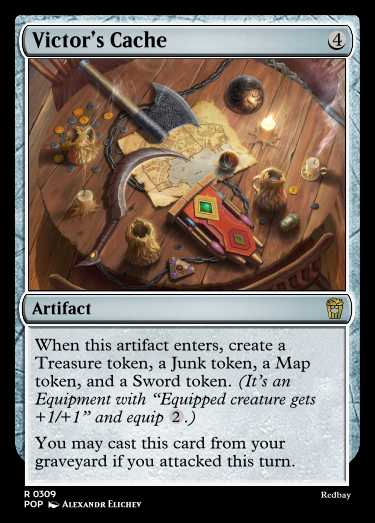 Victor's Cache 4
Artifact
When this artifact enters, create a
Treasure token, a Junk token, a Map
token, and a Sword token. (It's an
Equipment with “Equipped creature gets
+1/+1” and equip 2.)
You may cast this card from your
graveyard if you attacked this turn.
R 0309
Redbay
POP Alexandr Elichev